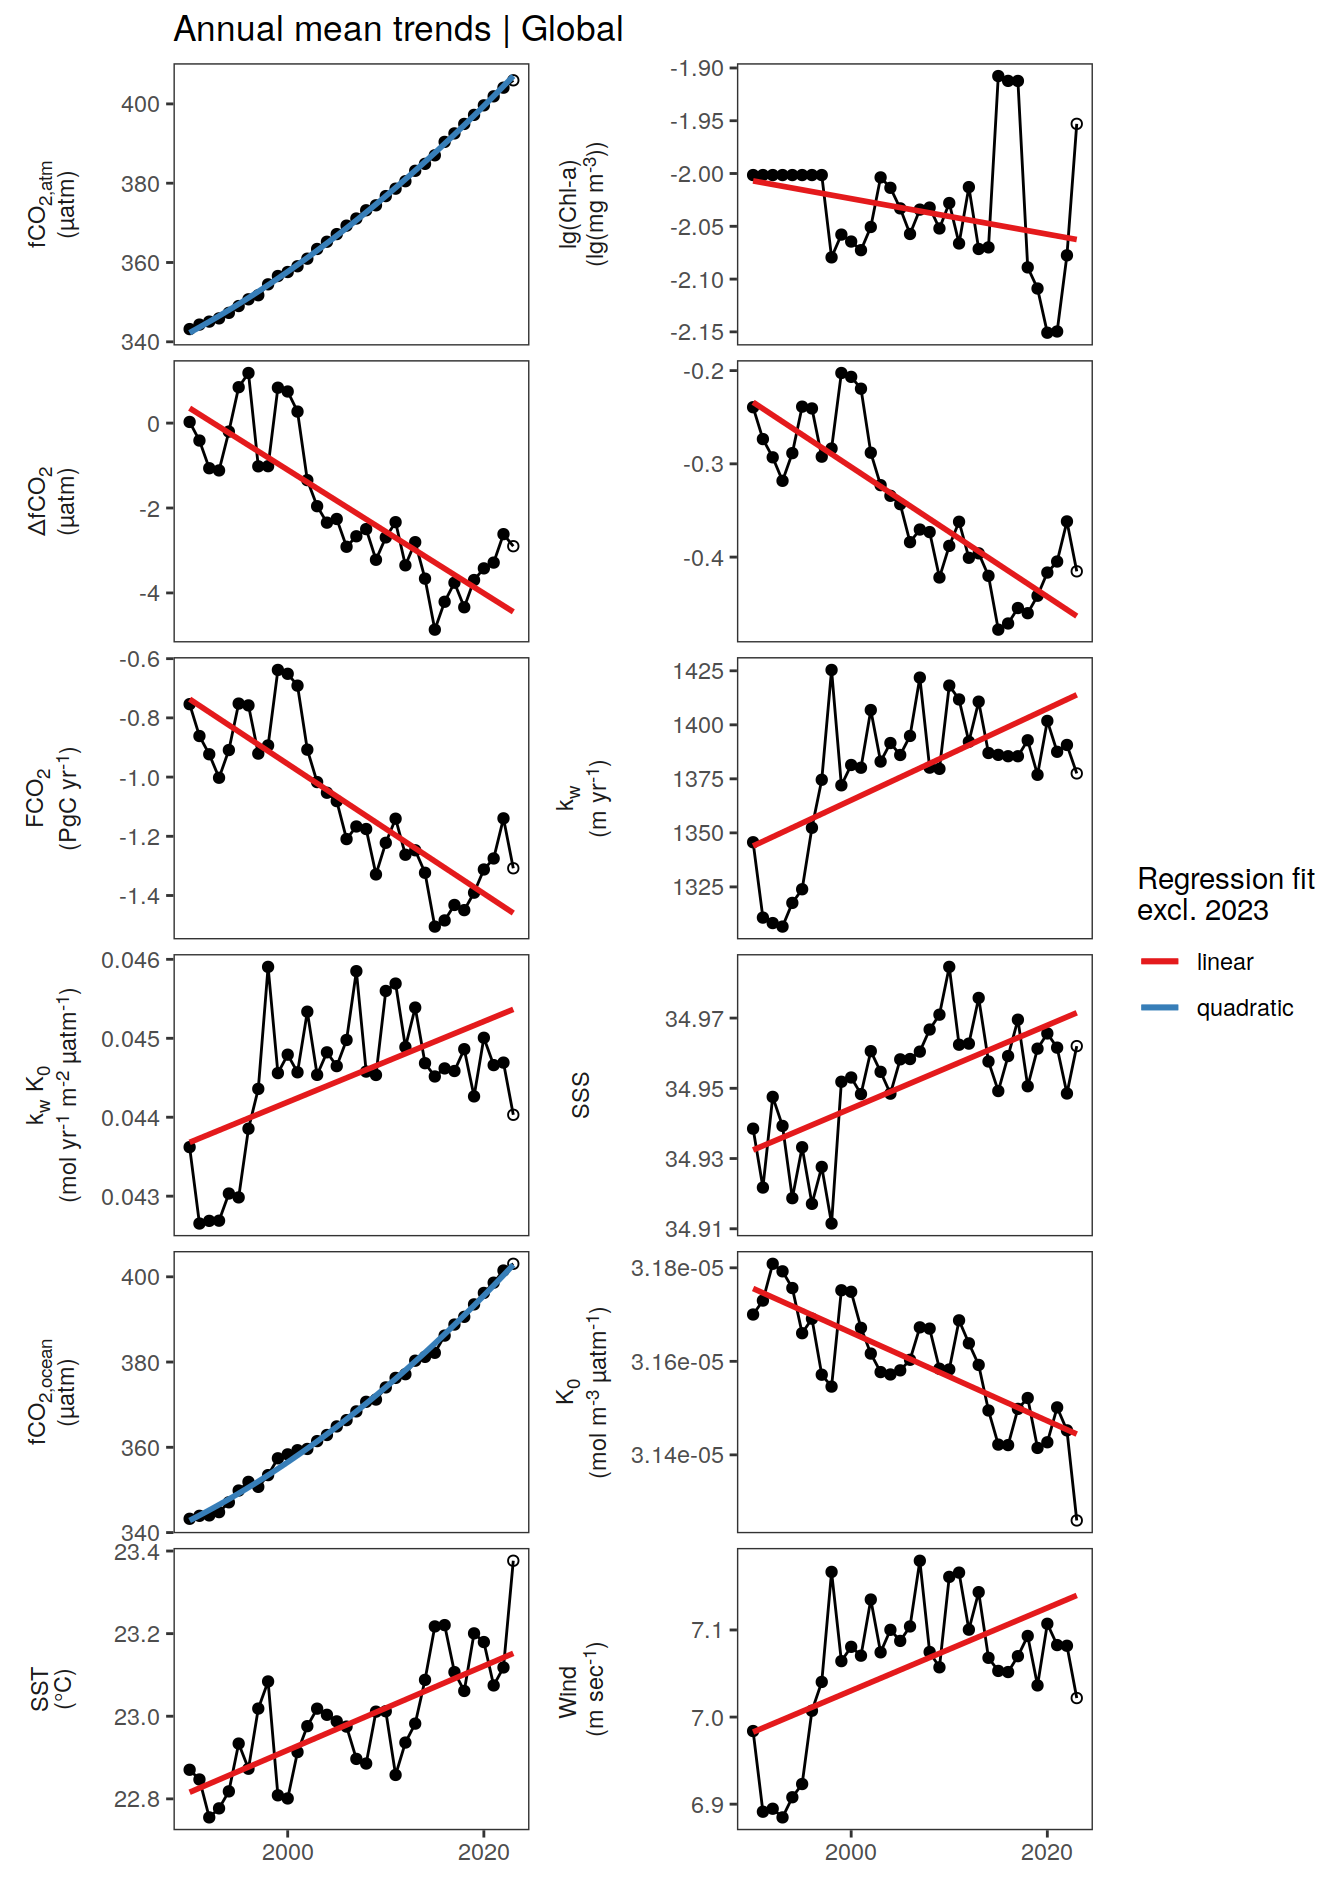 Annual mean trends | Global
fCO2,atm
(µatm)
400
380
360
340
lg(Chl-a)
(lg(mg m-3))
-1.90
-1.95
-2.00
-2.05
-2.10
-2.15
ΔfCO2
(µatm)
0
-2
-4
-0.2
-0.3
-0.4
FCO2
(PgC yr-1)
-0.6
-0.8
-1.0
-1.2
-1.4
kw
(m yr-1)
1425
1400
1375
1350
1325
kw K0
(mol yr-1 m-2 µatm-1)
0.046
0.045
0.044
0.043
SSS
34.97
34.95
34.93
34.91
fCO2,ocean
(µatm)
400
380
360
340
K0
(mol m-3 µatm-1)
3.18e-05
3.16e-05
3.14e-05
SST
(°C)
23.4
23.2
23.0
22.8
2000
2020
Wind
(m sec-1)
7.1
7.0
6.9
2000
2020
Regression fit
excl. 2023
linear
quadratic